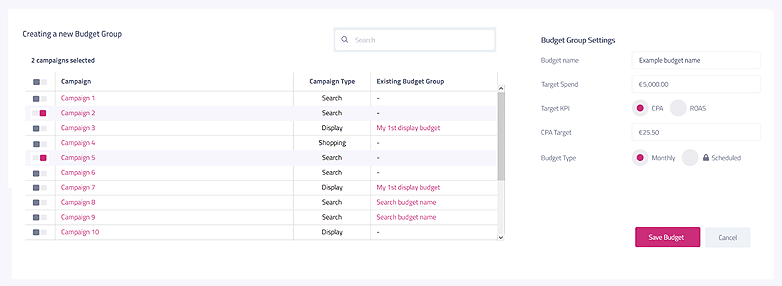 Creating a new Budget Group
Search
2 campaigns selected
Campaign Campaign Type Existing Budget Group
Campaign 1 Search -
Campaign 2 Search -
Campaign 3 Display My 1st display budget
Campaign 4 Shopping -
Campaign 5 Search -
Campaign 6 Search -
Campaign 7 Display My 1st display budget
Campaign 8 Search Search budget name
Campaign 9 Search Search budget name
Campaign 10 Display -
Budget Group Settings
Budget name Example budget name
Target Spend €5,000.00
Target KPI CPA ROAS
CPA Target €25.50
Budget Type Monthly Scheduled
Save Budget Cancel